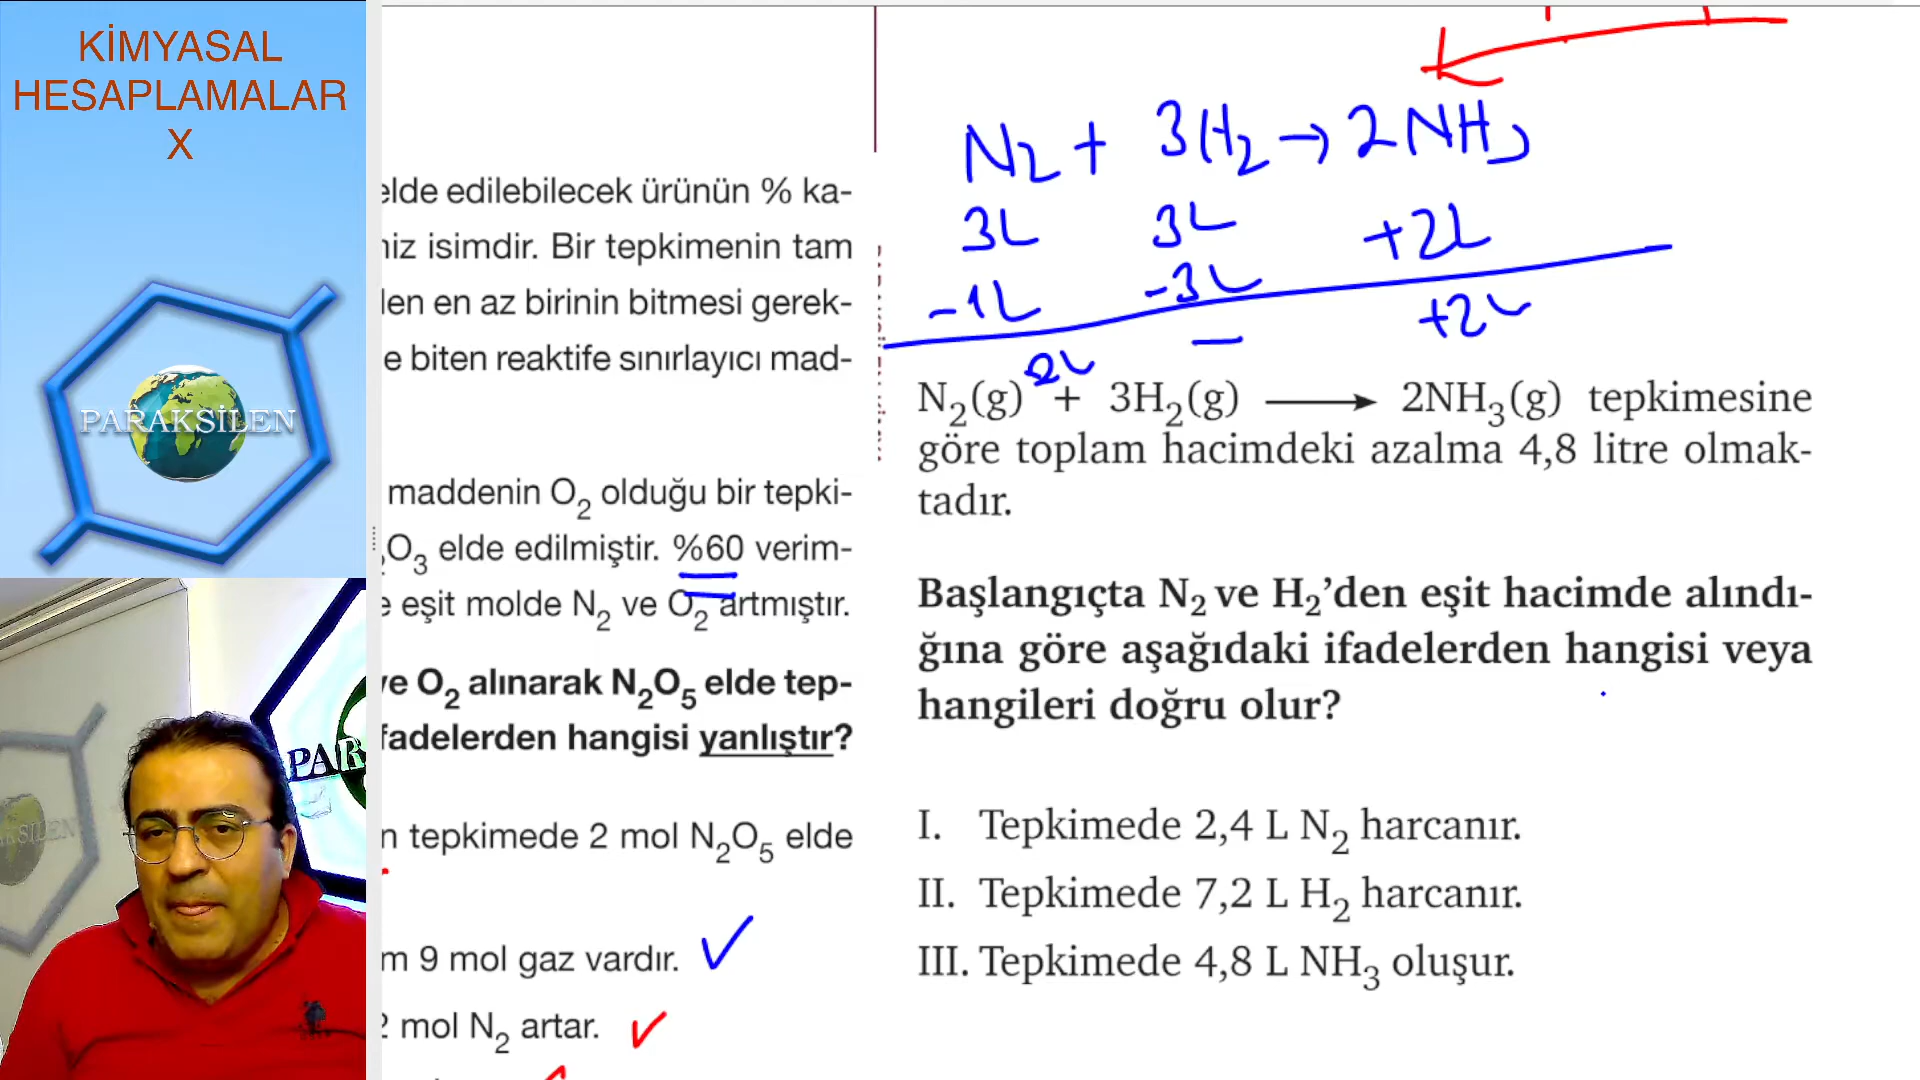 KİMYASAL
HESAPLAMALAR
X
PARAKSİLEN
elde edilebilecek ürünün % ka-
niz isimdir. Bir tepkimenin tam
den en az birinin bitmesi gerek-
e biten reaktife sınırlayıcı mad-
maddenin O₂ olduğu bir tepki-
O₃ elde edilmiştir. %60 verim-
e eşit molde N₂ ve O₂ artmıştır.
ve O₂ alınarak N₂O₅ elde tep-
fadelerden hangisi yanlıştır?
n tepkimede 2 mol N₂O₅ elde
m 9 mol gaz vardır. ✓
2 mol N₂ artar. ✓
N₂ + 3H₂ → 2NH₃
3L 3L +2L
-1L -3L
2L — +2L
N₂(g) + 3H₂(g) ⟶ 2NH₃(g) tepkimesine
göre toplam hacimdeki azalma 4,8 litre olmak-
tadır.
Başlangıçta N₂ ve H₂’den eşit hacimde alındı-
ğına göre aşağıdaki ifadelerden hangisi veya
hangileri doğru olur?
I. Tepkimede 2,4 L N₂ harcanır.
II. Tepkimede 7,2 L H₂ harcanır.
III. Tepkimede 4,8 L NH₃ oluşur.